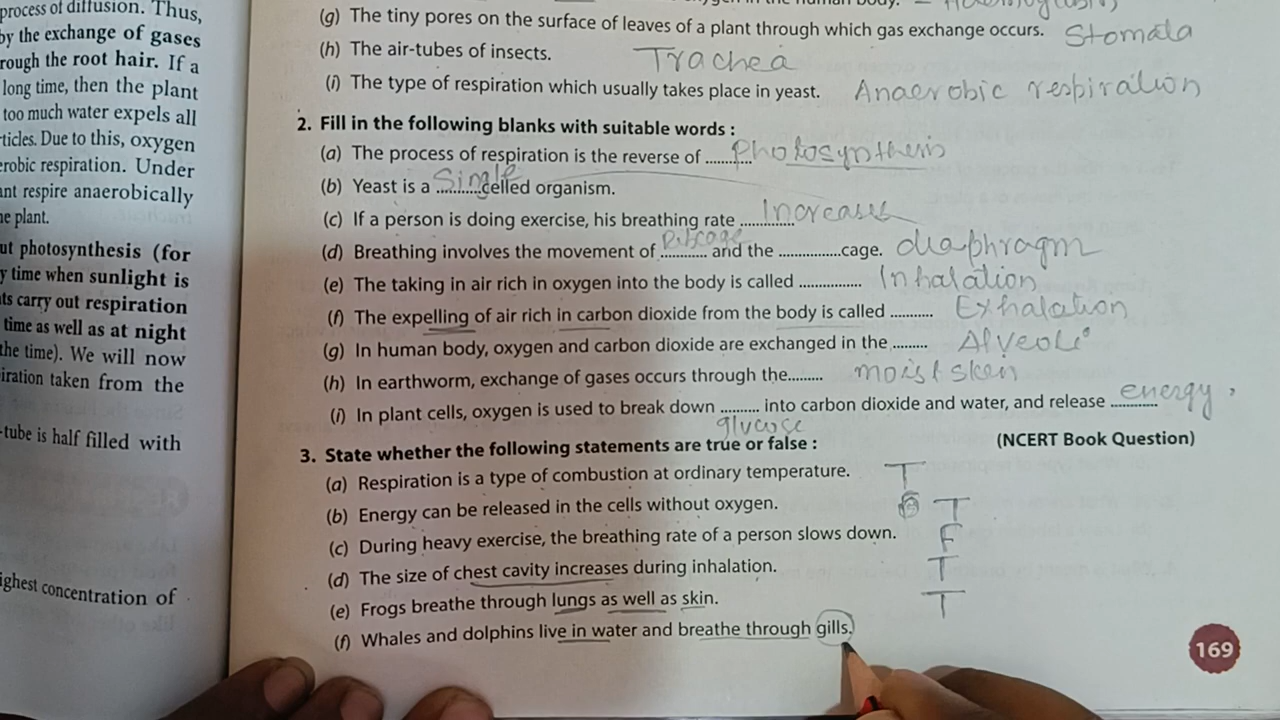 process of diffusion. Thus,
by the exchange of gases
rough the root hair. If a
long time, then the plant
too much water expels all
ticles. Due to this, oxygen
erobic respiration. Under
ant respire anaerobically
ne plant.
ut photosynthesis (for
y time when sunlight is
ts carry out respiration
time as well as at night
the time). We will now
iration taken from the
-tube is half filled with
ighest concentration of
(g) The tiny pores on the surface of leaves of a plant through which gas exchange occurs. Stomata
(h) The air-tubes of insects. Trachea
(i) The type of respiration which usually takes place in yeast. Anaerobic respiration
2. Fill in the following blanks with suitable words :
(a) The process of respiration is the reverse of ............ Photosynthesis
(b) Yeast is a ........... Single celled organism.
(c) If a person is doing exercise, his breathing rate .............. Increases
(d) Breathing involves the movement of ............ Ribcage and the ................cage. diaphragm
(e) The taking in air rich in oxygen into the body is called ................ Inhalation
(f) The expelling of air rich in carbon dioxide from the body is called ........... Exhalation
(g) In human body, oxygen and carbon dioxide are exchanged in the ......... Alveoli
(h) In earthworm, exchange of gases occurs through the......... moist sken
(i) In plant cells, oxygen is used to break down .......... glucose into carbon dioxide and water, and release ............ energy
(NCERT Book Question)
3. State whether the following statements are true or false :
(a) Respiration is a type of combustion at ordinary temperature. T
(b) Energy can be released in the cells without oxygen. T
(c) During heavy exercise, the breathing rate of a person slows down. F
(d) The size of chest cavity increases during inhalation. T
(e) Frogs breathe through lungs as well as skin. T
(f) Whales and dolphins live in water and breathe through gills.
169